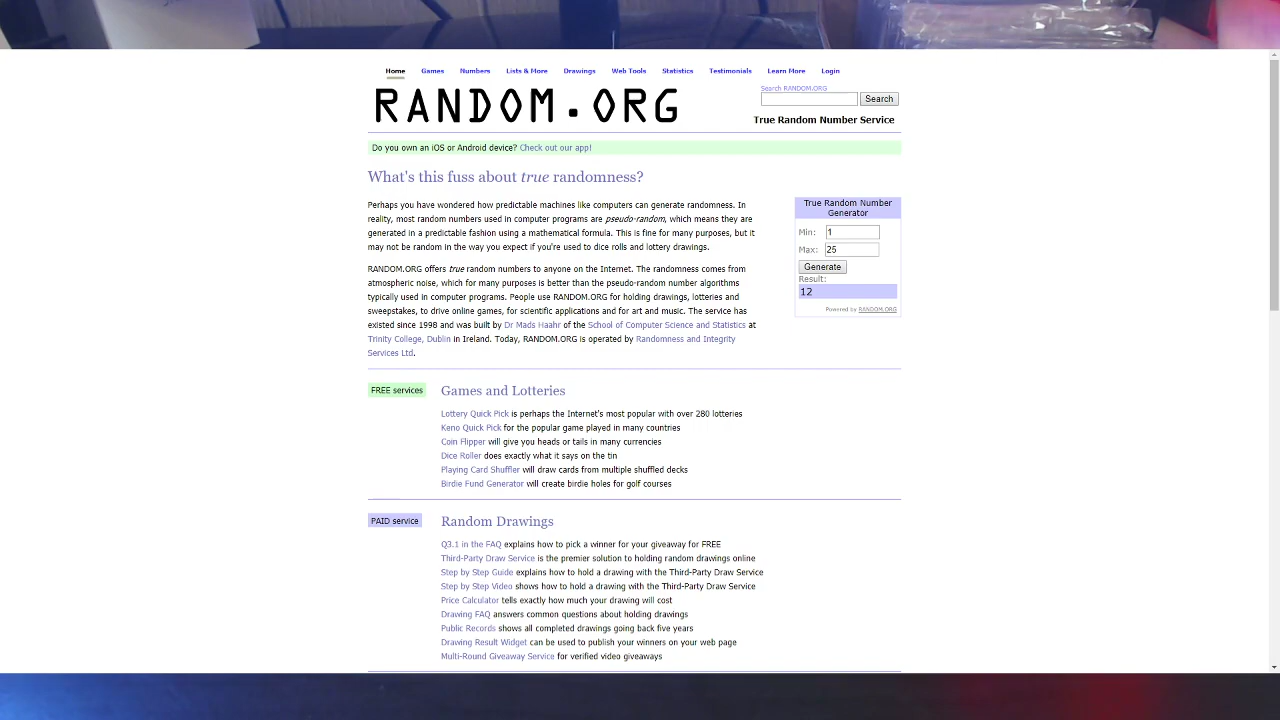 Home Games Numbers Lists & More Drawings Web Tools Statistics Testimonials Learn More Login
RANDOM.ORG
Search RANDOM.ORG
Search
True Random Number Service
Do you own an iOS or Android device? Check out our app!
What's this fuss about true randomness?
Perhaps you have wondered how predictable machines like computers can generate randomness. In
reality, most random numbers used in computer programs are pseudo-random, which means they are
generated in a predictable fashion using a mathematical formula. This is fine for many purposes, but it
may not be random in the way you expect if you're used to dice rolls and lottery drawings.
RANDOM.ORG offers true random numbers to anyone on the Internet. The randomness comes from
atmospheric noise, which for many purposes is better than the pseudo-random number algorithms
typically used in computer programs. People use RANDOM.ORG for holding drawings, lotteries and
sweepstakes, to drive online games, for scientific applications and for art and music. The service has
existed since 1998 and was built by Dr Mads Haahr of the School of Computer Science and Statistics at
Trinity College, Dublin in Ireland. Today, RANDOM.ORG is operated by Randomness and Integrity
Services Ltd.
True Random Number
Generator
Min: 1
Max: 25
Generate
Result:
12
Powered by RANDOM.ORG
FREE services
Games and Lotteries
Lottery Quick Pick is perhaps the Internet's most popular with over 280 lotteries
Keno Quick Pick for the popular game played in many countries
Coin Flipper will give you heads or tails in many currencies
Dice Roller does exactly what it says on the tin
Playing Card Shuffler will draw cards from multiple shuffled decks
Birdie Fund Generator will create birdie holes for golf courses
PAID service
Random Drawings
Q3.1 in the FAQ explains how to pick a winner for your giveaway for FREE
Third-Party Draw Service is the premier solution to holding random drawings online
Step by Step Guide explains how to hold a drawing with the Third-Party Draw Service
Step by Step Video shows how to hold a drawing with the Third-Party Draw Service
Price Calculator tells exactly how much your drawing will cost
Drawing FAQ answers common questions about holding drawings
Public Records shows all completed drawings going back five years
Drawing Result Widget can be used to publish your winners on your web page
Multi-Round Giveaway Service for verified video giveaways